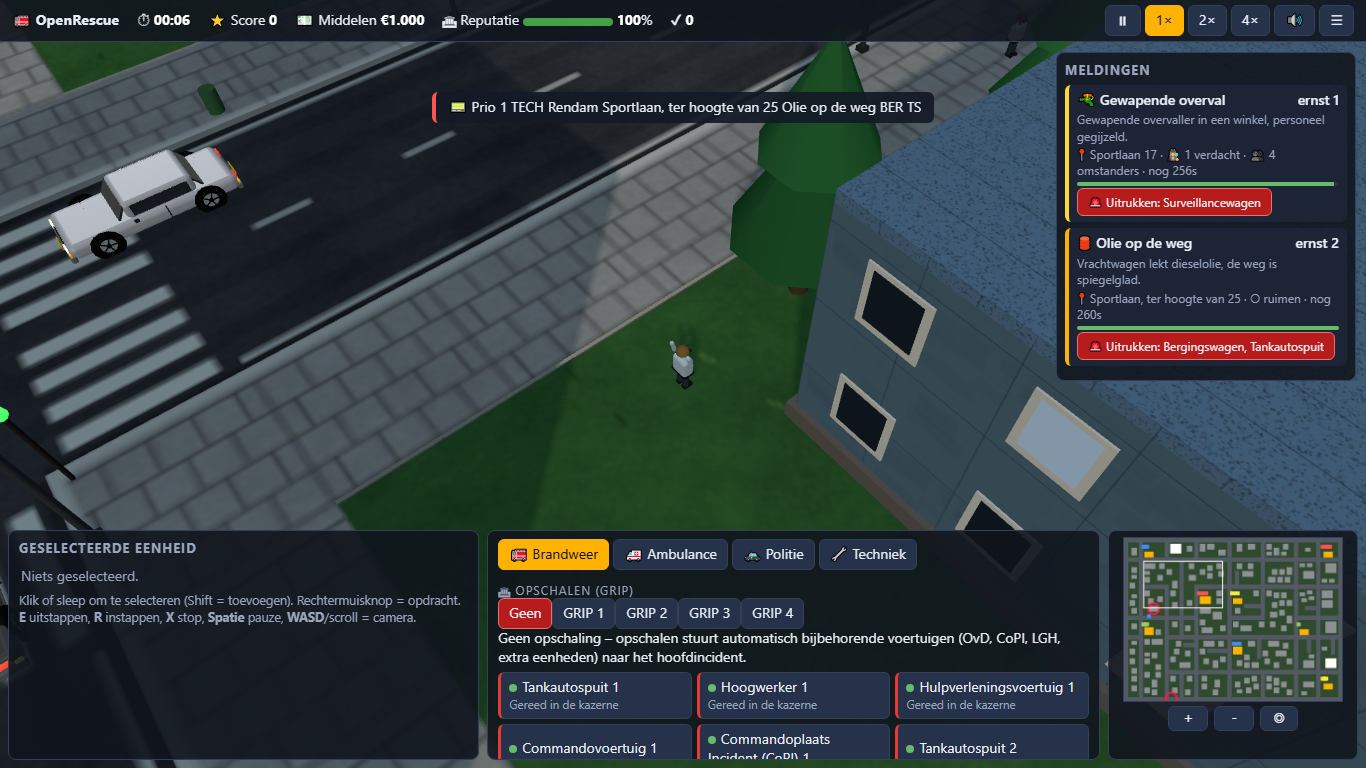 OpenRescue 00:06 Score 0 Middelen €1.000 Reputatie 100% ✓ 0
1× 2× 4×
Prio 1 TECH Rendam Sportlaan, ter hoogte van 25 Olie op de weg BER TS
MELDINGEN
Gewapende overval ernst 1
Gewapende overvaller in een winkel, personeel
gegijzeld.
Sportlaan 17 · 1 verdacht · 4
omstanders · nog 256s
Uitrukken: Surveillancewagen
Olie op de weg ernst 2
Vrachtwagen lekt dieselolie, de weg is
spiegelglad.
Sportlaan, ter hoogte van 25 · ruimen · nog
260s
Uitrukken: Bergingswagen, Tankautospuit
GESELECTEERDE EENHEID
Niets geselecteerd.
Klik of sleep om te selecteren (Shift = toevoegen). Rechtermuisknop = opdracht.
E uitstappen, R instappen, X stop, Spatie pauze, WASD/scroll = camera.
Brandweer Ambulance Politie Techniek
OPSCHALEN (GRIP)
Geen GRIP 1 GRIP 2 GRIP 3 GRIP 4
Geen opschaling – opschalen stuurt automatisch bijbehorende voertuigen (OvD, CoPI, LGH,
extra eenheden) naar het hoofdincident.
Tankautospuit 1 Hoogwerker 1 Hulpverleningsvoertuig 1
Gereed in de kazerne Gereed in de kazerne Gereed in de kazerne
Commandovoertuig 1 Commandoplaats Tankautospuit 2
Incident (CoPI) 1
+ -